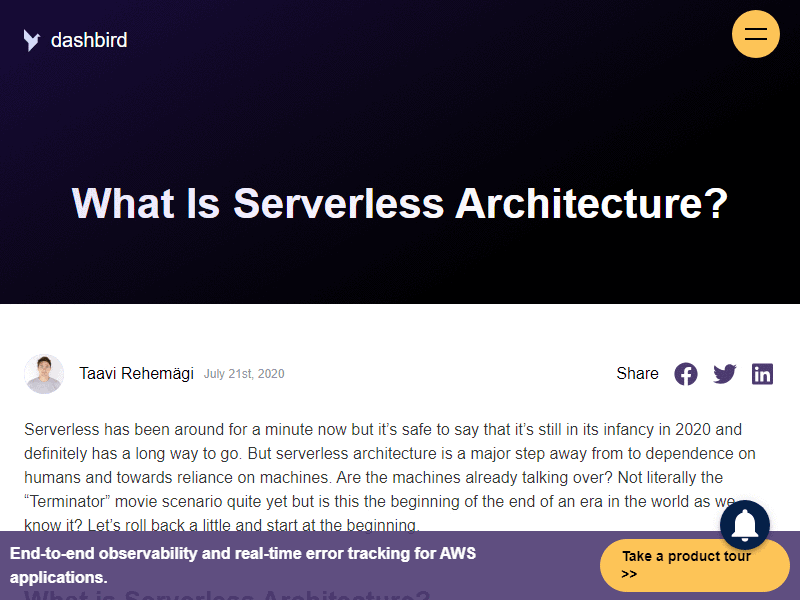 dashbird
What Is Serverless Architecture?
Taavi Rehemägi July 21st, 2020
Share
Serverless has been around for a minute now but it’s safe to say that it’s still in its infancy in 2020 and
definitely has a long way to go. But serverless architecture is a major step away from to dependence on
humans and towards reliance on machines. Are the machines already talking over? Not literally the
“Terminator” movie scenario quite yet but is this the beginning of the end of an era in the world as we
know it? Let’s roll back a little and start at the beginning.
End-to-end observability and real-time error tracking for AWS
applications.
Take a product tour
>>
What is Serverless Architecture?